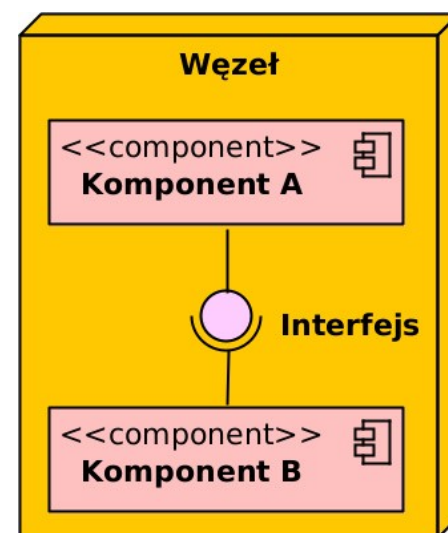 Węzeł
<<component>>
Komponent A
Interfejs
<<component>>
Komponent B